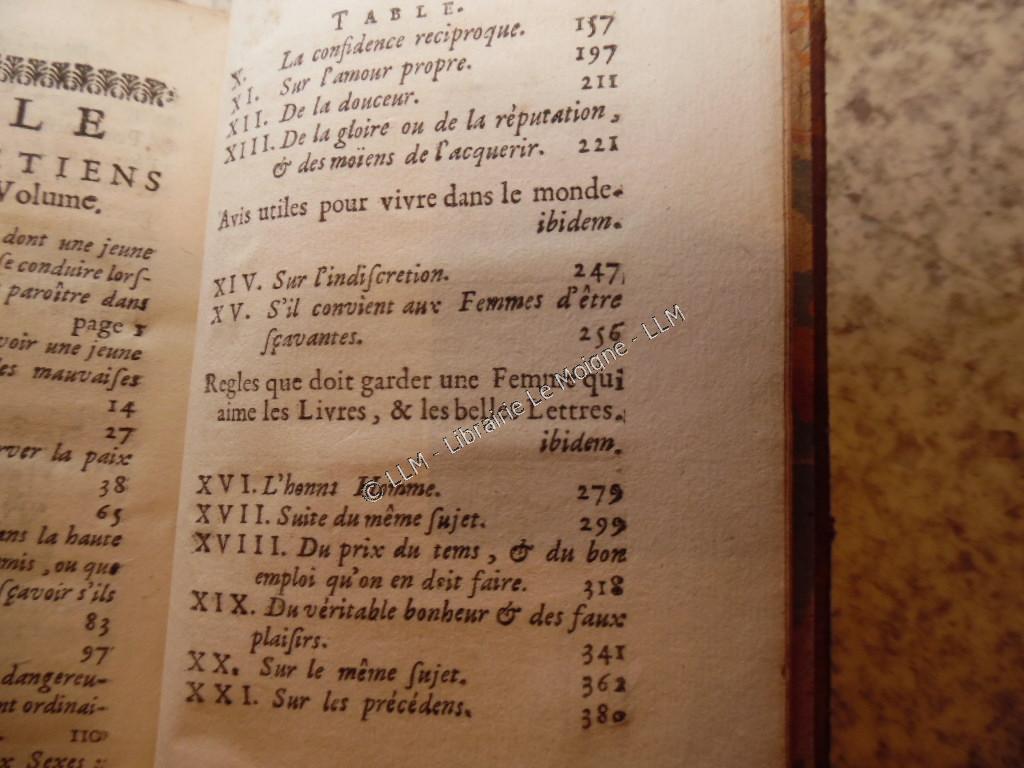 LE
TIENS
Volume.
dont une jeune
se conduire lorſ-
paroître dans
page 1
voir une jeune
es mauvaiſes
14
27
rver la paix
38
65
ans la haute
mis, ou que
ſçavoir s'ils
83
97
dangereu-
nt ordinai-
110
x Sexes
TABLE.
X. La confidence reciproque. 157
XI. Sur l'amour propre. 197
XII. De la douceur. 211
XIII. De la gloire ou de la rèputation,
& des moïens de l'acquerir. 221
Avis utiles pour vivre dans le monde.
ibidem.
XIV. Sur l'indiſcretion. 247
XV. S'il convient aux Femmes d'être
ſçavantes. 256
Regles que doit garder une Femme qui
aime les Livres, & les belles Lettres.
ibidem.
XVI. L'honnt Homme. 279
XVII. Suite du même ſujet. 299
XVIII. Du prix du tems, & du bon
emploi qu'on en doit faire. 318
XIX. Du véritable bonheur & des faux
plaiſirs. 341
XX. Sur le même ſujet. 362
XXI. Sur les précédens. 380
© LLM - Librairie Le Moigne - LLM